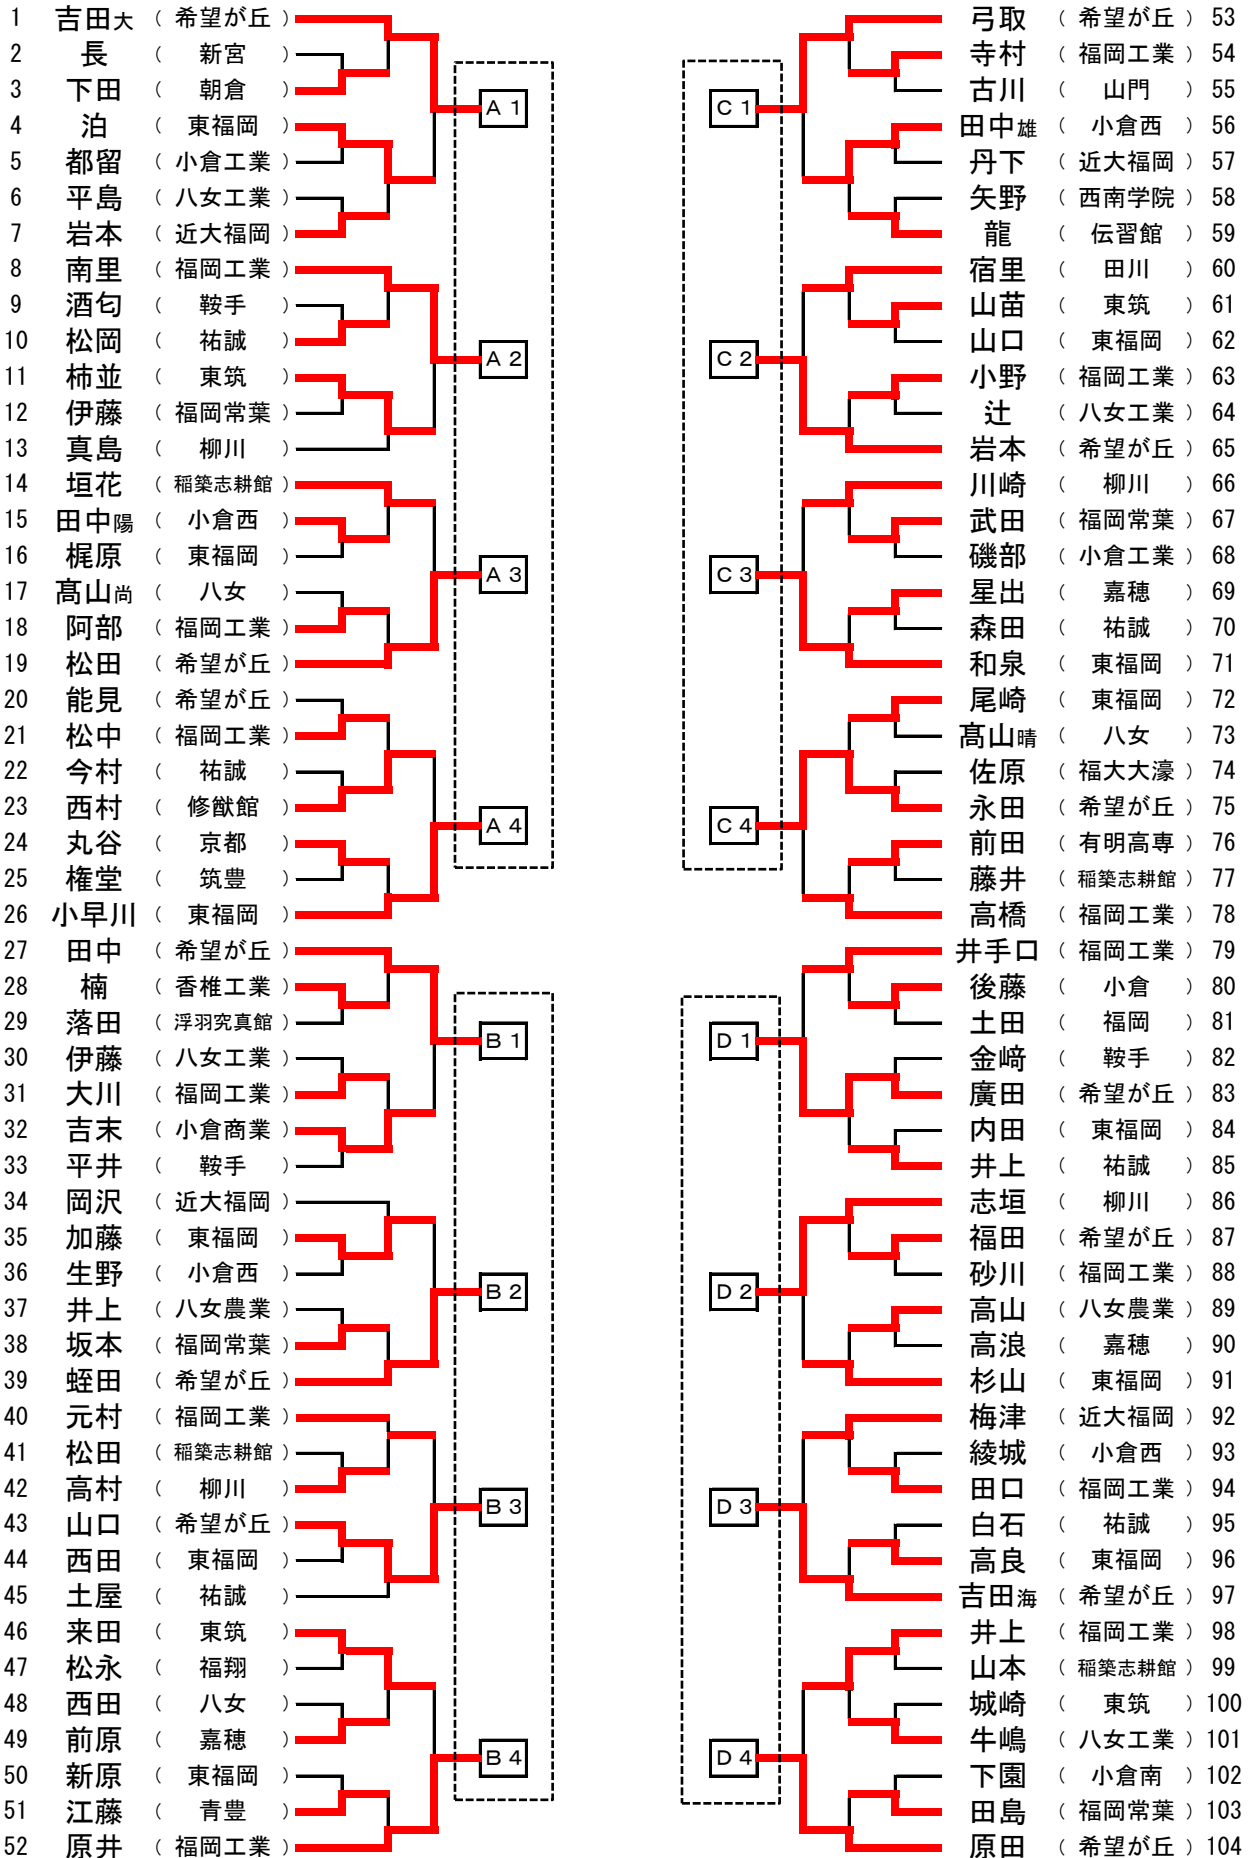 1 吉田大 ( 希望が丘 )
2 長 ( 新宮 )
3 下田 ( 朝倉 )
4 泊 ( 東福岡 )
5 都留 ( 小倉工業 )
6 平島 ( 八女工業 )
7 岩本 ( 近大福岡 )
8 南里 ( 福岡工業 )
9 酒匂 ( 鞍手 )
10 松岡 ( 祐誠 )
11 柿並 ( 東筑 )
12 伊藤 ( 福岡常葉 )
13 真島 ( 柳川 )
14 垣花 ( 稲築志耕館 )
15 田中陽 ( 小倉西 )
16 梶原 ( 東福岡 )
17 髙山尚 ( 八女 )
18 阿部 ( 福岡工業 )
19 松田 ( 希望が丘 )
20 能見 ( 希望が丘 )
21 松中 ( 福岡工業 )
22 今村 ( 祐誠 )
23 西村 ( 修猷館 )
24 丸谷 ( 京都 )
25 権堂 ( 筑豊 )
26 小早川 ( 東福岡 )
27 田中 ( 希望が丘 )
28 楠 ( 香椎工業 )
29 落田 ( 浮羽究真館 )
30 伊藤 ( 八女工業 )
31 大川 ( 福岡工業 )
32 吉末 ( 小倉商業 )
33 平井 ( 鞍手 )
34 岡沢 ( 近大福岡 )
35 加藤 ( 東福岡 )
36 生野 ( 小倉西 )
37 井上 ( 八女農業 )
38 坂本 ( 福岡常葉 )
39 蛭田 ( 希望が丘 )
40 元村 ( 福岡工業 )
41 松田 ( 稲築志耕館 )
42 高村 ( 柳川 )
43 山口 ( 希望が丘 )
44 西田 ( 東福岡 )
45 土屋 ( 祐誠 )
46 来田 ( 東筑 )
47 松永 ( 福翔 )
48 西田 ( 八女 )
49 前原 ( 嘉穂 )
50 新原 ( 東福岡 )
51 江藤 ( 青豊 )
52 原井 ( 福岡工業 )
A 1
A 2
A 3
A 4
B 1
B 2
B 3
B 4
C 1
C 2
C 3
C 4
D 1
D 2
D 3
D 4
弓取 ( 希望が丘 ) 53
寺村 ( 福岡工業 ) 54
古川 ( 山門 ) 55
田中雄 ( 小倉西 ) 56
丹下 ( 近大福岡 ) 57
矢野 ( 西南学院 ) 58
龍 ( 伝習館 ) 59
宿里 ( 田川 ) 60
山苗 ( 東筑 ) 61
山口 ( 東福岡 ) 62
小野 ( 福岡工業 ) 63
辻 ( 八女工業 ) 64
岩本 ( 希望が丘 ) 65
川崎 ( 柳川 ) 66
武田 ( 福岡常葉 ) 67
磯部 ( 小倉工業 ) 68
星出 ( 嘉穂 ) 69
森田 ( 祐誠 ) 70
和泉 ( 東福岡 ) 71
尾崎 ( 東福岡 ) 72
髙山晴 ( 八女 ) 73
佐原 ( 福大大濠 ) 74
永田 ( 希望が丘 ) 75
前田 ( 有明高専 ) 76
藤井 ( 稲築志耕館 ) 77
高橋 ( 福岡工業 ) 78
井手口 ( 福岡工業 ) 79
後藤 ( 小倉 ) 80
土田 ( 福岡 ) 81
金﨑 ( 鞍手 ) 82
廣田 ( 希望が丘 ) 83
内田 ( 東福岡 ) 84
井上 ( 祐誠 ) 85
志垣 ( 柳川 ) 86
福田 ( 希望が丘 ) 87
砂川 ( 福岡工業 ) 88
高山 ( 八女農業 ) 89
高浪 ( 嘉穂 ) 90
杉山 ( 東福岡 ) 91
梅津 ( 近大福岡 ) 92
綾城 ( 小倉西 ) 93
田口 ( 福岡工業 ) 94
白石 ( 祐誠 ) 95
高良 ( 東福岡 ) 96
吉田海 ( 希望が丘 ) 97
井上 ( 福岡工業 ) 98
山本 ( 稲築志耕館 ) 99
城崎 ( 東筑 ) 100
牛嶋 ( 八女工業 ) 101
下園 ( 小倉南 ) 102
田島 ( 福岡常葉 ) 103
原田 ( 希望が丘 ) 104